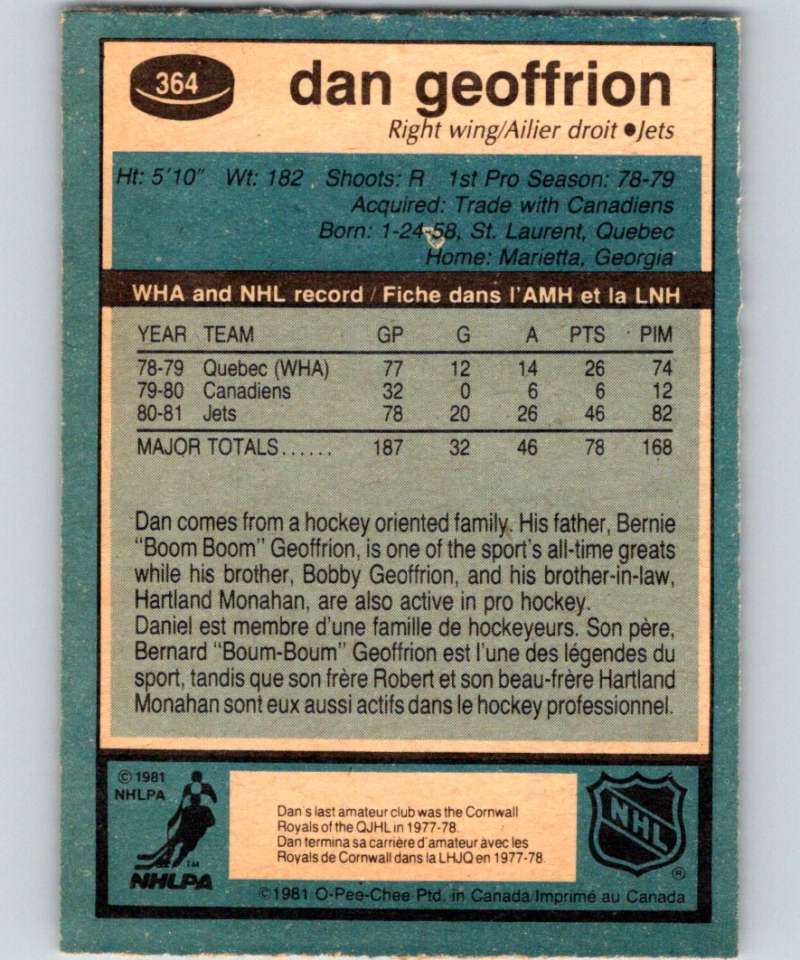 364
dan geoffrion
Right wing/Ailier droit ●Jets
Ht: 5'10" Wt: 182 Shoots: R 1st Pro Season: 78-79
Acquired: Trade with Canadiens
Born: 1-24-58, St. Laurent, Quebec
Home: Marietta, Georgia
WHA and NHL record / Fiche dans l'AMH et la LNH
YEAR TEAM GP G A PTS PIM
78-79 Quebec (WHA) 77 12 14 26 74
79-80 Canadiens 32 0 6 6 12
80-81 Jets 78 20 26 46 82
MAJOR TOTALS...... 187 32 46 78 168
Dan comes from a hockey oriented family. His father, Bernie
"Boom Boom" Geoffrion, is one of the sport's all-time greats
while his brother, Bobby Geoffrion, and his brother-in-law,
Hartland Monahan, are also active in pro hockey.
Daniel est membre d'une famille de hockeyeurs. Son père,
Bernard "Boum-Boum" Geoffrion est l'une des légendes du
sport, tandis que son frère Robert et son beau-frère Hartland
Monahan sont eux aussi actifs dans le hockey professionnel.
© 1981
NHLPA
TM
NHLPA
Dan's last amateur club was the Cornwall
Royals of the QJHL in 1977-78.
Dan termina sa carrière d'amateur avec les
Royals de Cornwall dans la LHJQ en 1977-78.
NHL
®
©1981 O-Pee-Chee Ptd. in Canada/Imprimé au Canada